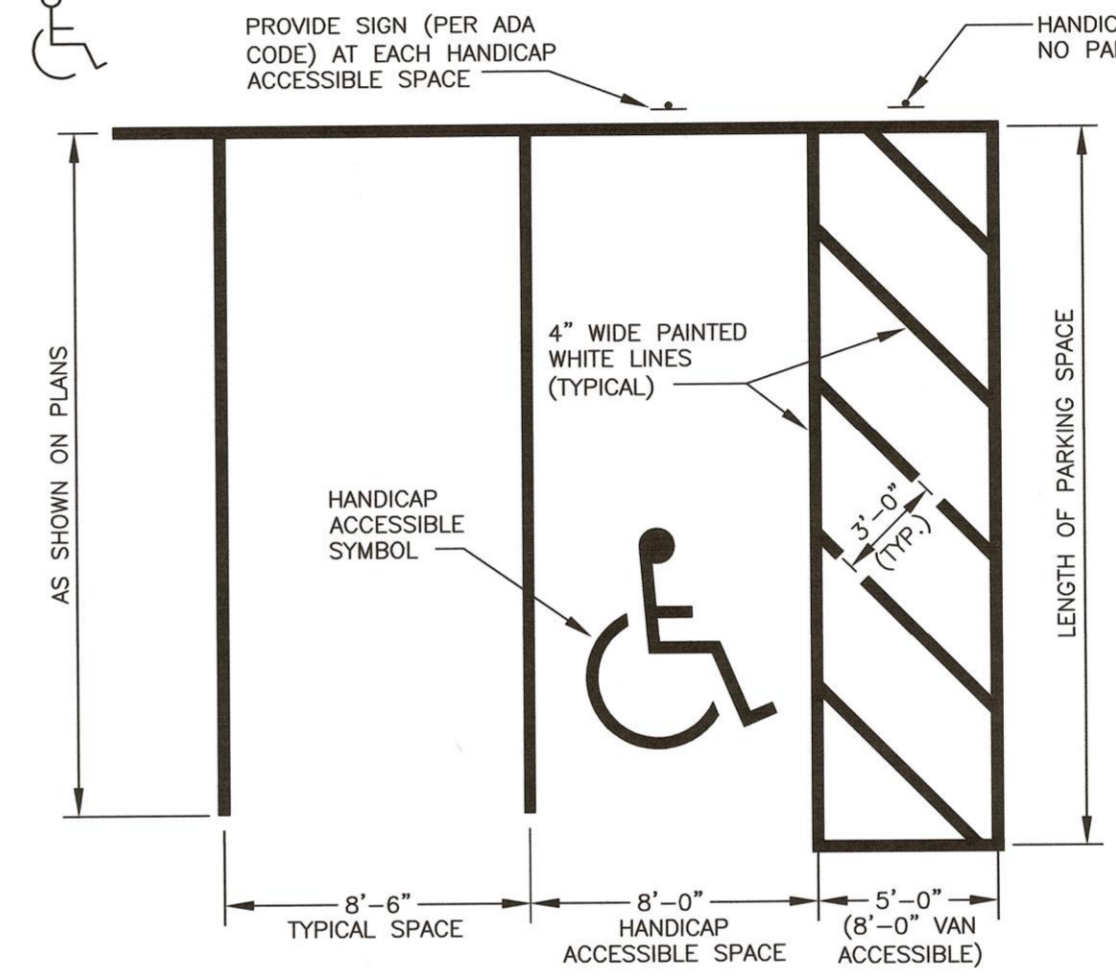 PROVIDE SIGN (PER ADA
CODE) AT EACH HANDICAP
ACCESSIBLE SPACE
NO
AS SHOWN ON PLANS
4" WIDE PAINTED
WHITE LINES
(TYPICAL)
HANDICAP
ACCESSIBLE
SYMBOL
3'-0"
(TYP.)
LENGTH OF PARKING SPACE
8'-6"
TYPICAL SPACE
8'-0"
HANDICAP
ACCESSIBLE SPACE
5'-0"
(8'-0" VAN
ACCESSIBLE)